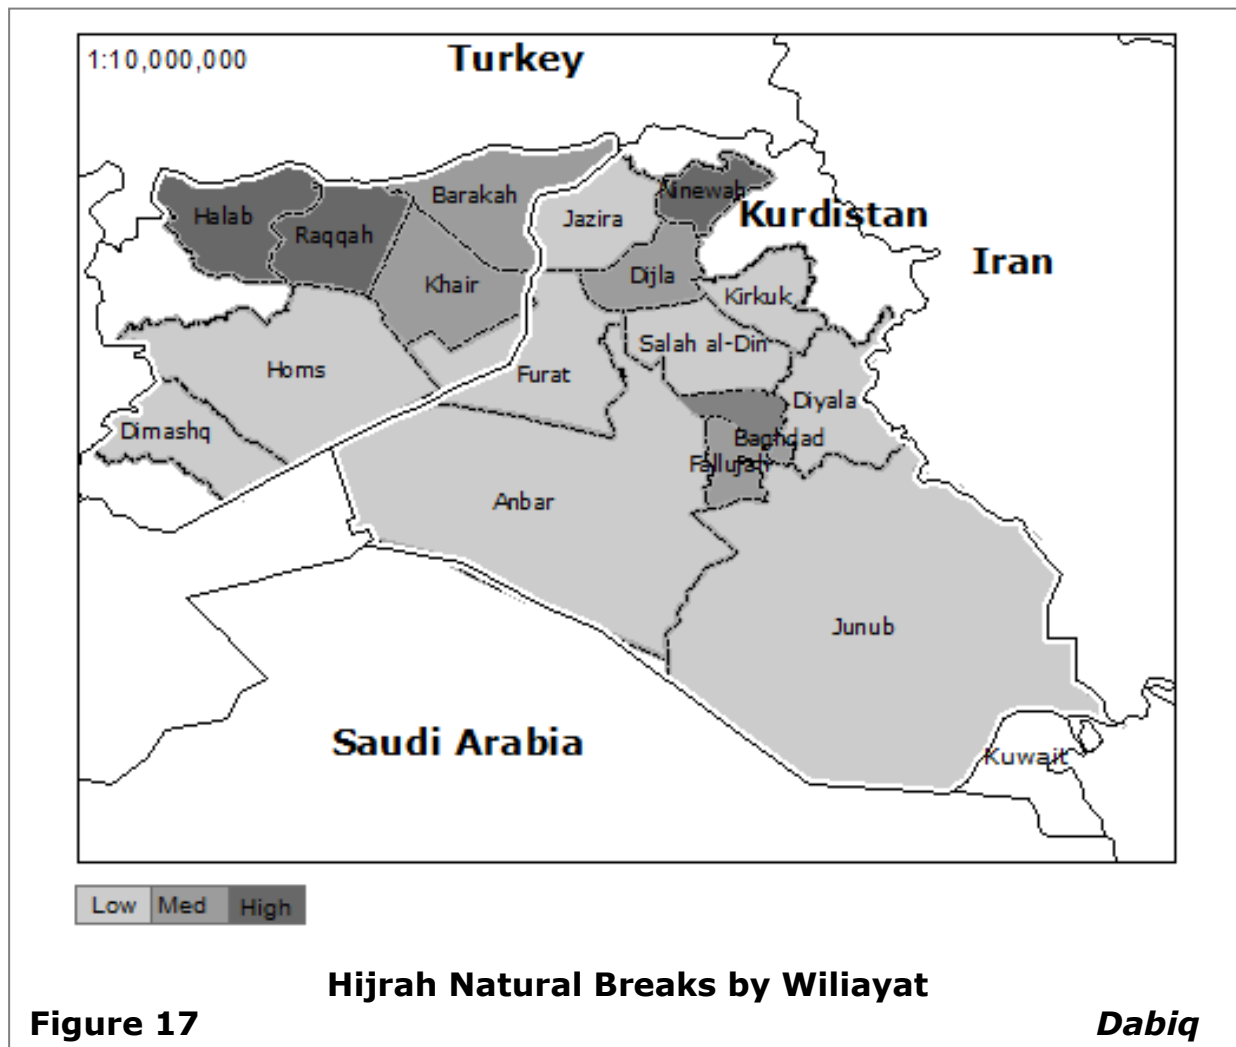 1:10,000,000
Turkey
Barakah
Ninewah
Halab
Jazira
Kurdistan
Raqqah
Iran
Dijla
Khair
Kirkuk
Salah al-Din
Homs
Furat
Diyala
Dimashq
Baghdad
Fallujah
Anbar
Junub
Saudi Arabia
Kuwait
Low Med High
Hijrah Natural Breaks by Wiliayat
Figure 17 Dabiq